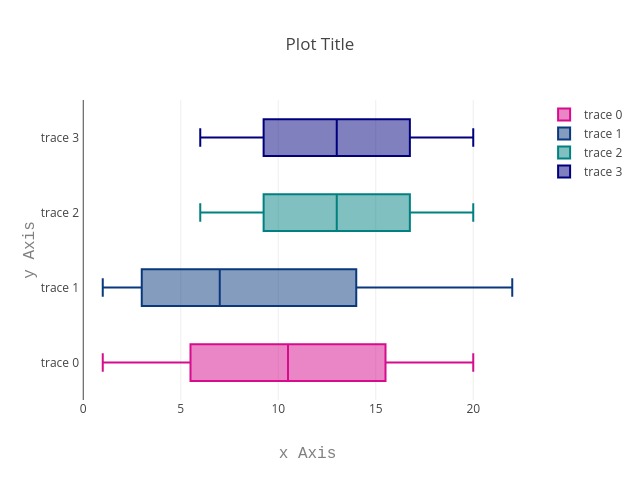 Plot Title
trace 0
trace 1
trace 2
trace 3
trace 3
trace 2
trace 1
trace 0
y Axis
0 5 10 15 20
x Axis